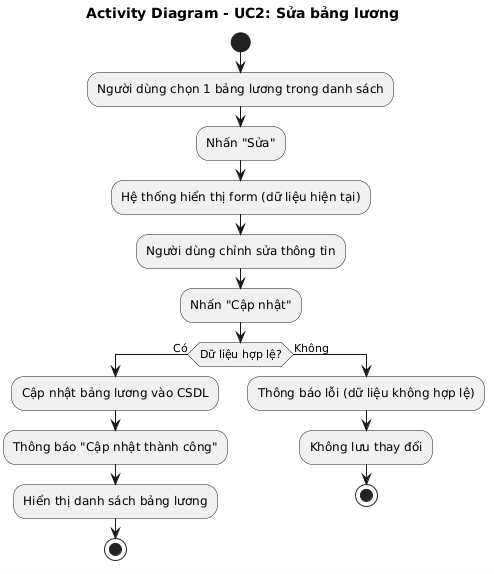 Activity Diagram - UC2: Sửa bảng lương
Người dùng chọn 1 bảng lương trong danh sách
Nhấn "Sửa"
Hệ thống hiển thị form (dữ liệu hiện tại)
Người dùng chỉnh sửa thông tin
Nhấn "Cập nhật"
Có
Dữ liệu hợp lệ?
Không
Cập nhật bảng lương vào CSDL
Thông báo "Cập nhật thành công"
Hiển thị danh sách bảng lương
Thông báo lỗi (dữ liệu không hợp lệ)
Không lưu thay đổi